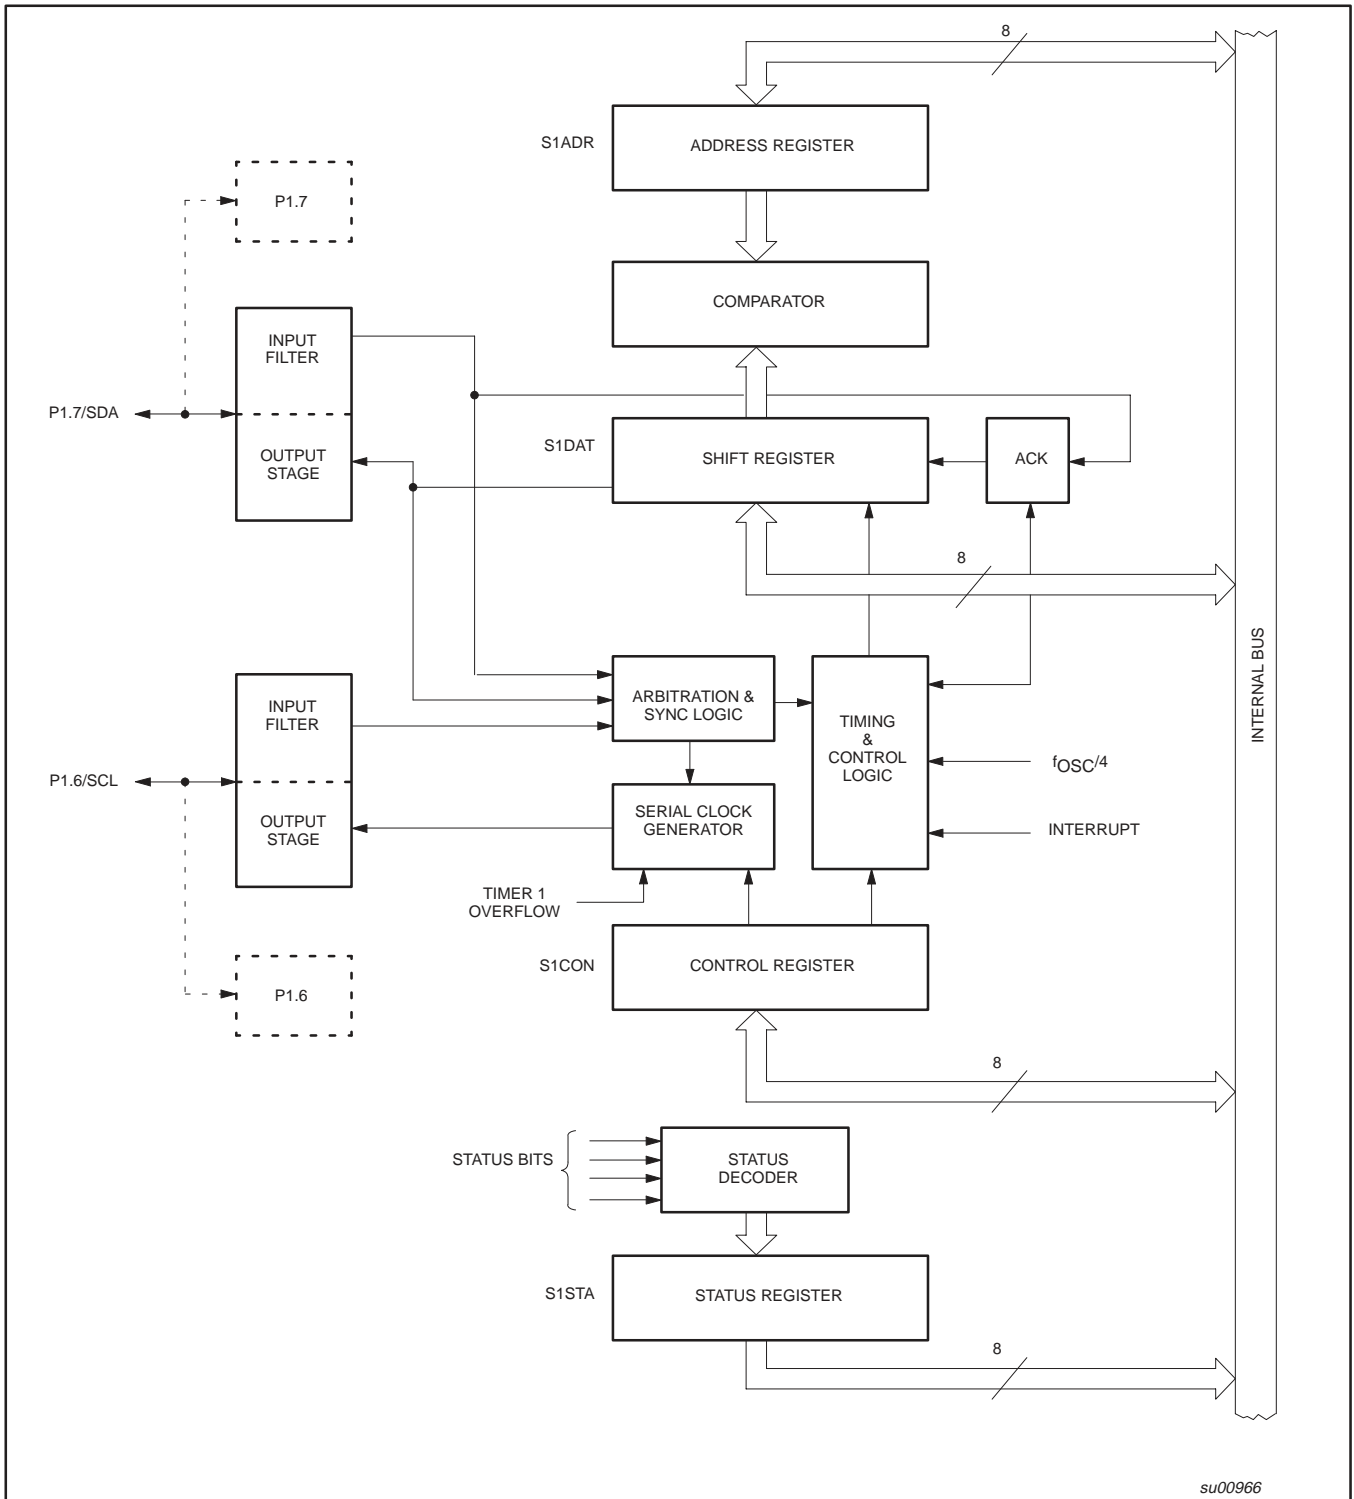 8
S1ADR
ADDRESS REGISTER
P1.7
COMPARATOR
INPUT
FILTER
P1.7/SDA
OUTPUT
STAGE
S1DAT
SHIFT REGISTER
ACK
8
INTERNAL BUS
INPUT
FILTER
ARBITRATION &
SYNC LOGIC
TIMING
&
CONTROL
LOGIC
fOSC/4
P1.6/SCL
OUTPUT
STAGE
SERIAL CLOCK
GENERATOR
INTERRUPT
TIMER 1
OVERFLOW
S1CON
CONTROL REGISTER
P1.6
8
STATUS BITS
STATUS
DECODER
S1STA
STATUS REGISTER
8
su00966